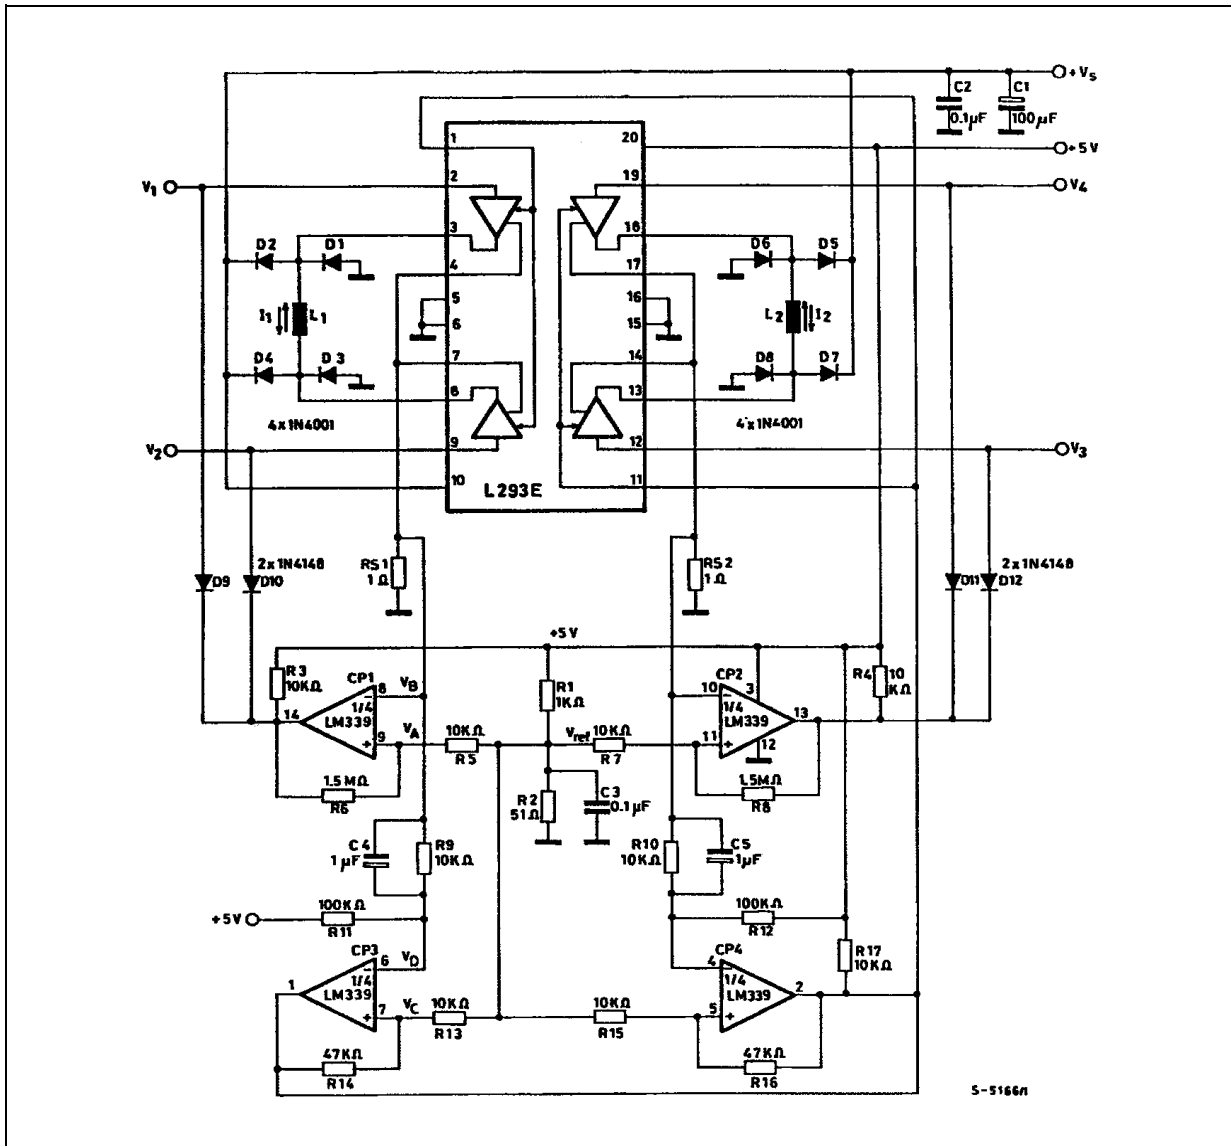 +Vs
C2
0.1µF
C1
100µF
+5V
1
20
V1
2
19
V4
D2
D1
3
18
D6
D5
4
17
5
16
I1
L1
6
15
L2
I2
D4
D3
7
14
D8
D7
6
13
4x1N4001
4x1N4001
V2
9
12
V3
10
11
L293E
RS1
1Ω
RS2
1Ω
2x1N4148
D9
D10
2x1N4148
D11
D12
+5V
R3
10KΩ
CP1
8
VB
1/4
LM339
14
-
+
9
VA
10KΩ
R5
R1
1KΩ
Vref
10KΩ
R7
CP2
10
3
-
1/4
LM339
13
11
+
12
R4
10
KΩ
1.5MΩ
R6
R2
51Ω
C3
0.1µF
1.5MΩ
R8
C4
1µF
R9
10KΩ
R10
10KΩ
C5
1µF
+5V
100KΩ
R11
100KΩ
R12
CP3
6
VD
-
1/4
LM339
1
7
+
VC
10KΩ
R13
10KΩ
R15
CP4
4
-
1/4
LM339
2
5
+
R17
10KΩ
47KΩ
R14
47KΩ
R16